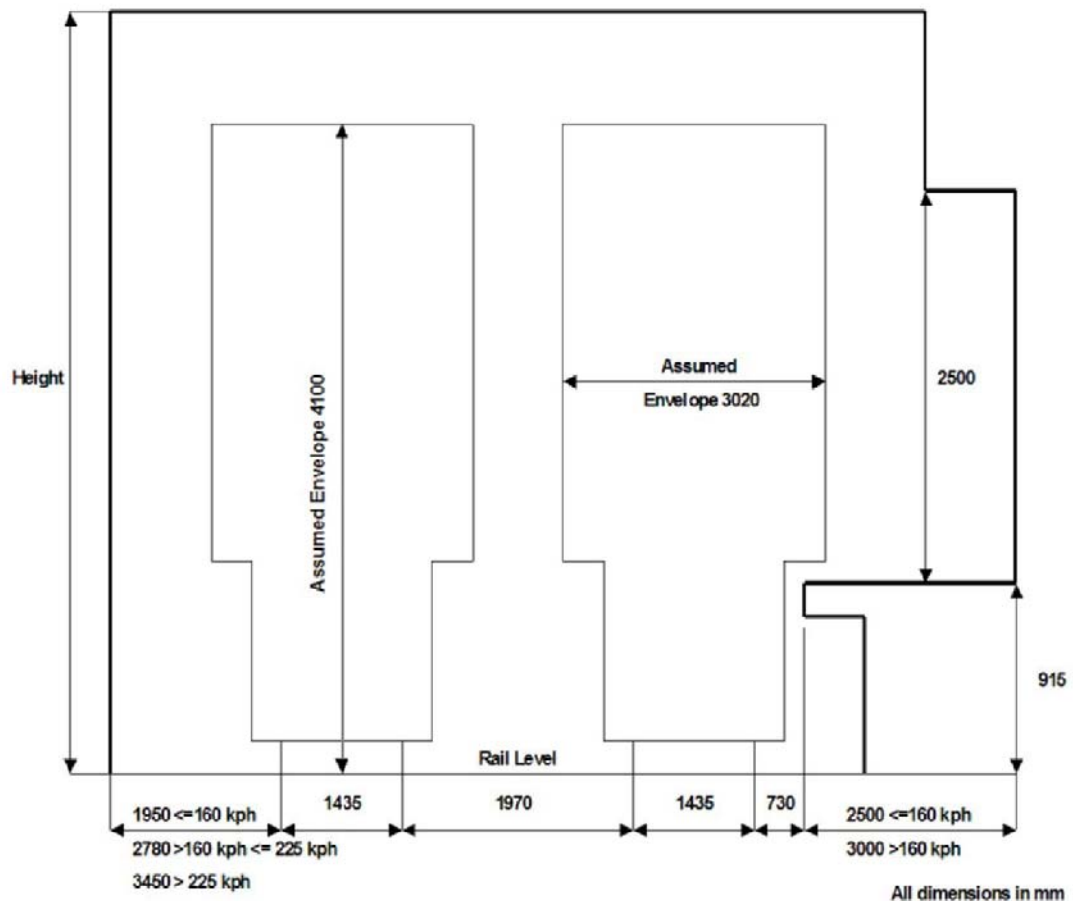 Height
Assumed Envelope 4100
Assumed
Envelope 3020
2500
915
Rail Level
1950 <=160 kph
2780 >160 kph <= 225 kph
3450 > 225 kph
1435
1970
1435
730
2500 <=160 kph
3000 >160 kph
All dimensions in mm